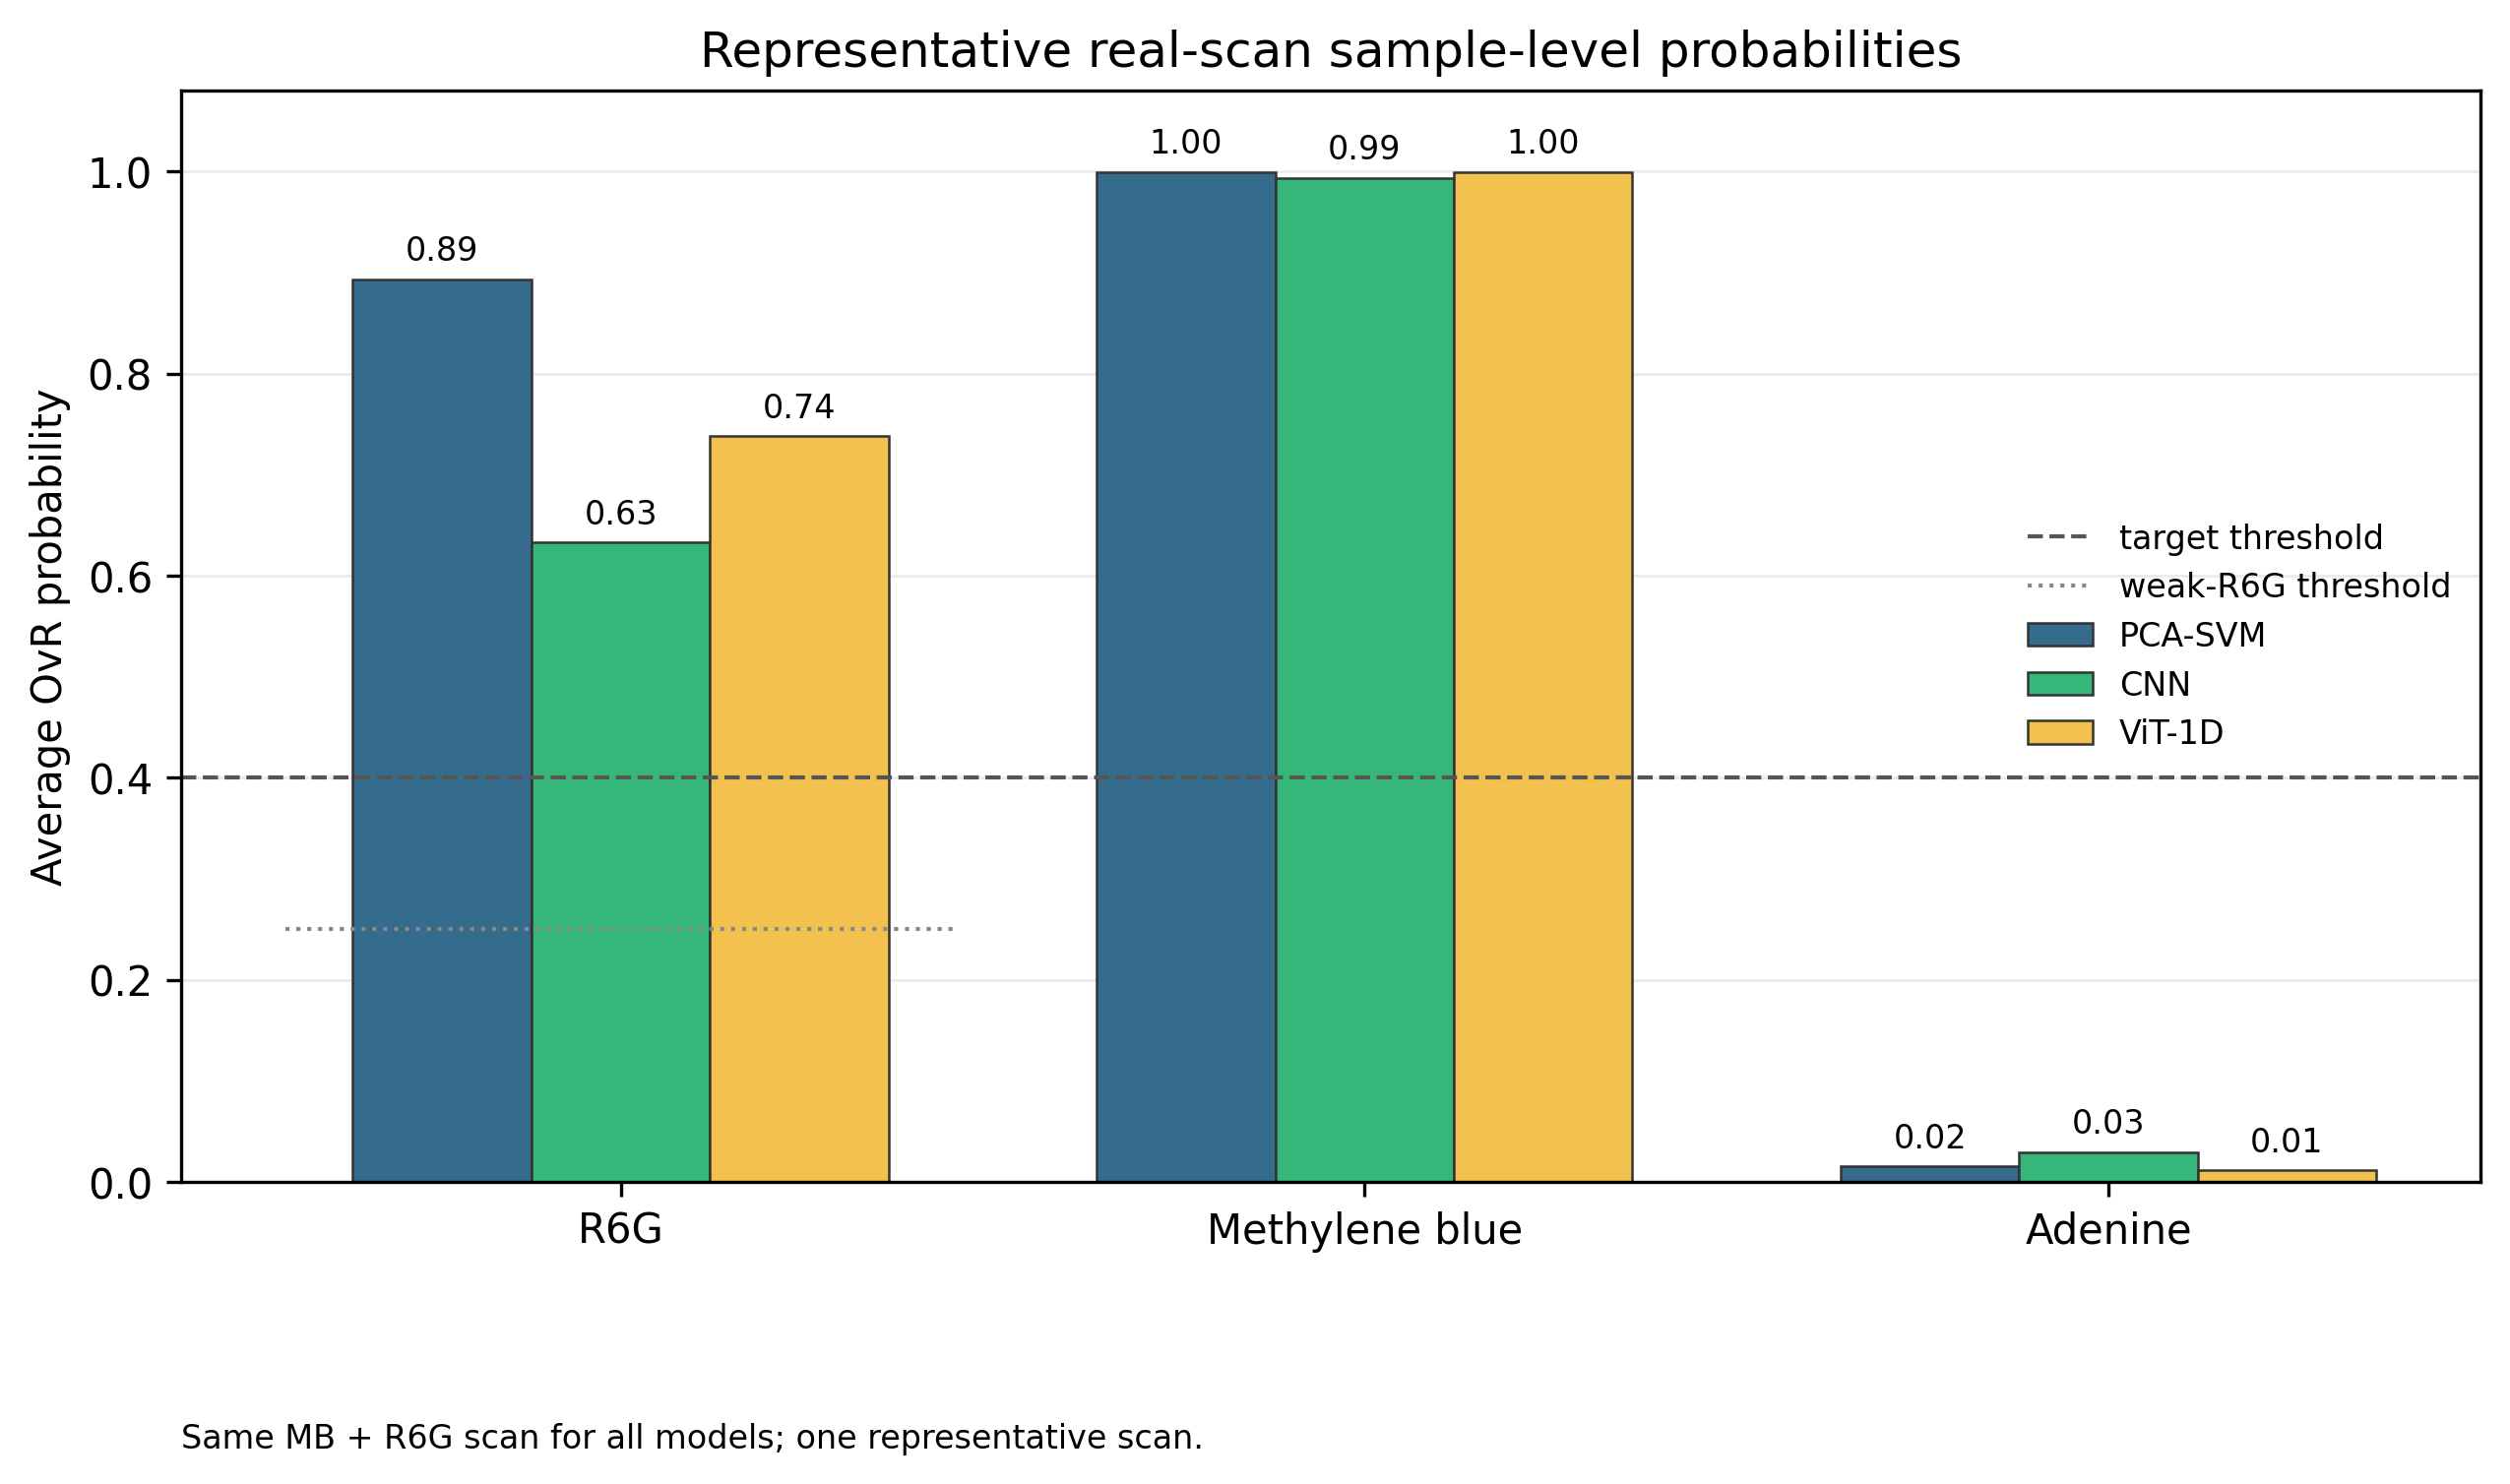 Representative real-scan sample-level probabilities
Average OvR probability
1.0
0.8
0.6
0.4
0.2
0.0
0.89
0.63
0.74
1.00
0.99
1.00
0.02
0.03
0.01
target threshold
weak-R6G threshold
PCA-SVM
CNN
ViT-1D
R6G
Methylene blue
Adenine
Same MB + R6G scan for all models; one representative scan.